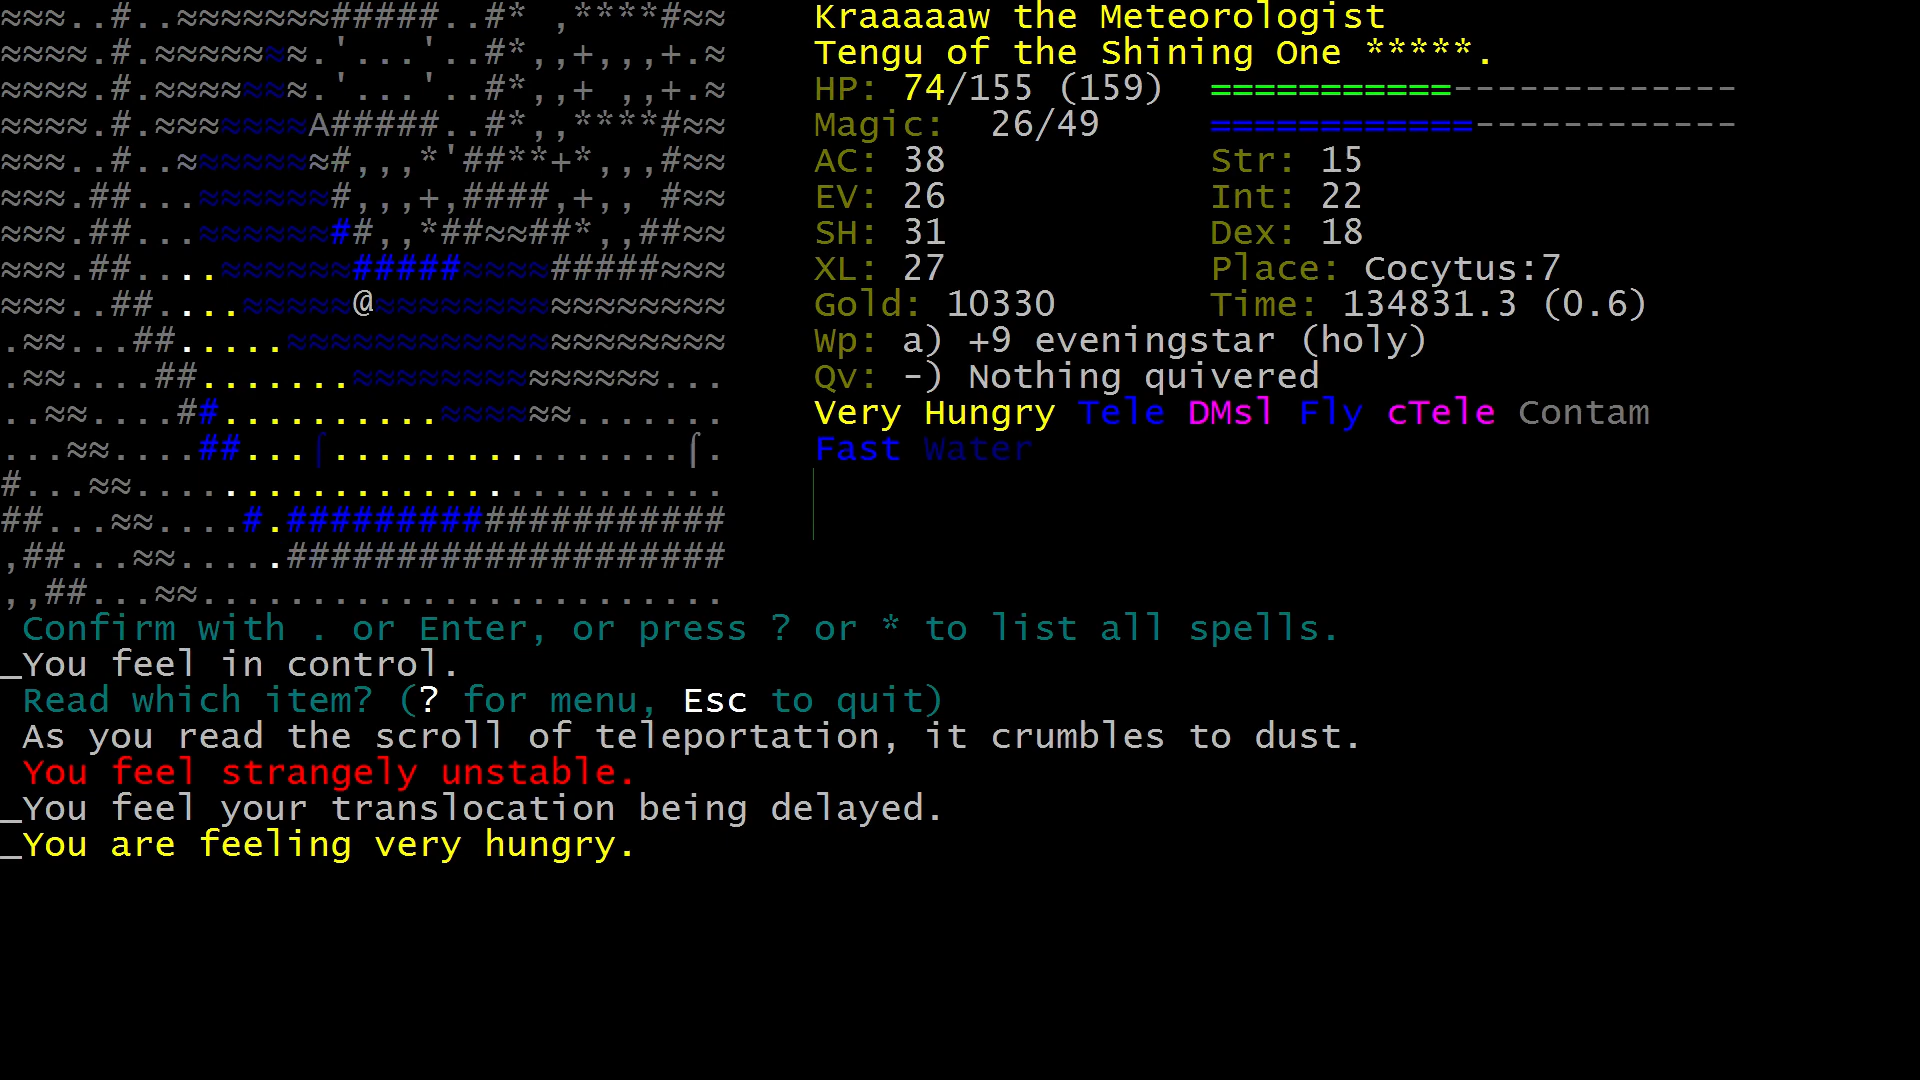 Kraaaaaw the Meteorologist
Tengu of the Shining One *****.
HP: 74/155 (159)
Magic: 26/49
AC: 38 Str: 15
EV: 26 Int: 22
SH: 31 Dex: 18
XL: 27 Place: Cocytus:7
Gold: 10330 Time: 134831.3 (0.6)
Wp: a) +9 eveningstar (holy)
Qv: -) Nothing quivered
Very Hungry Tele DMsl Fly cTele Contam
Fast Water
Confirm with . or Enter, or press ? or * to list all spells.
_You feel in control.
Read which item? (? for menu, Esc to quit)
As you read the scroll of teleportation, it crumbles to dust.
You feel strangely unstable.
_You feel your translocation being delayed.
_You are feeling very hungry.